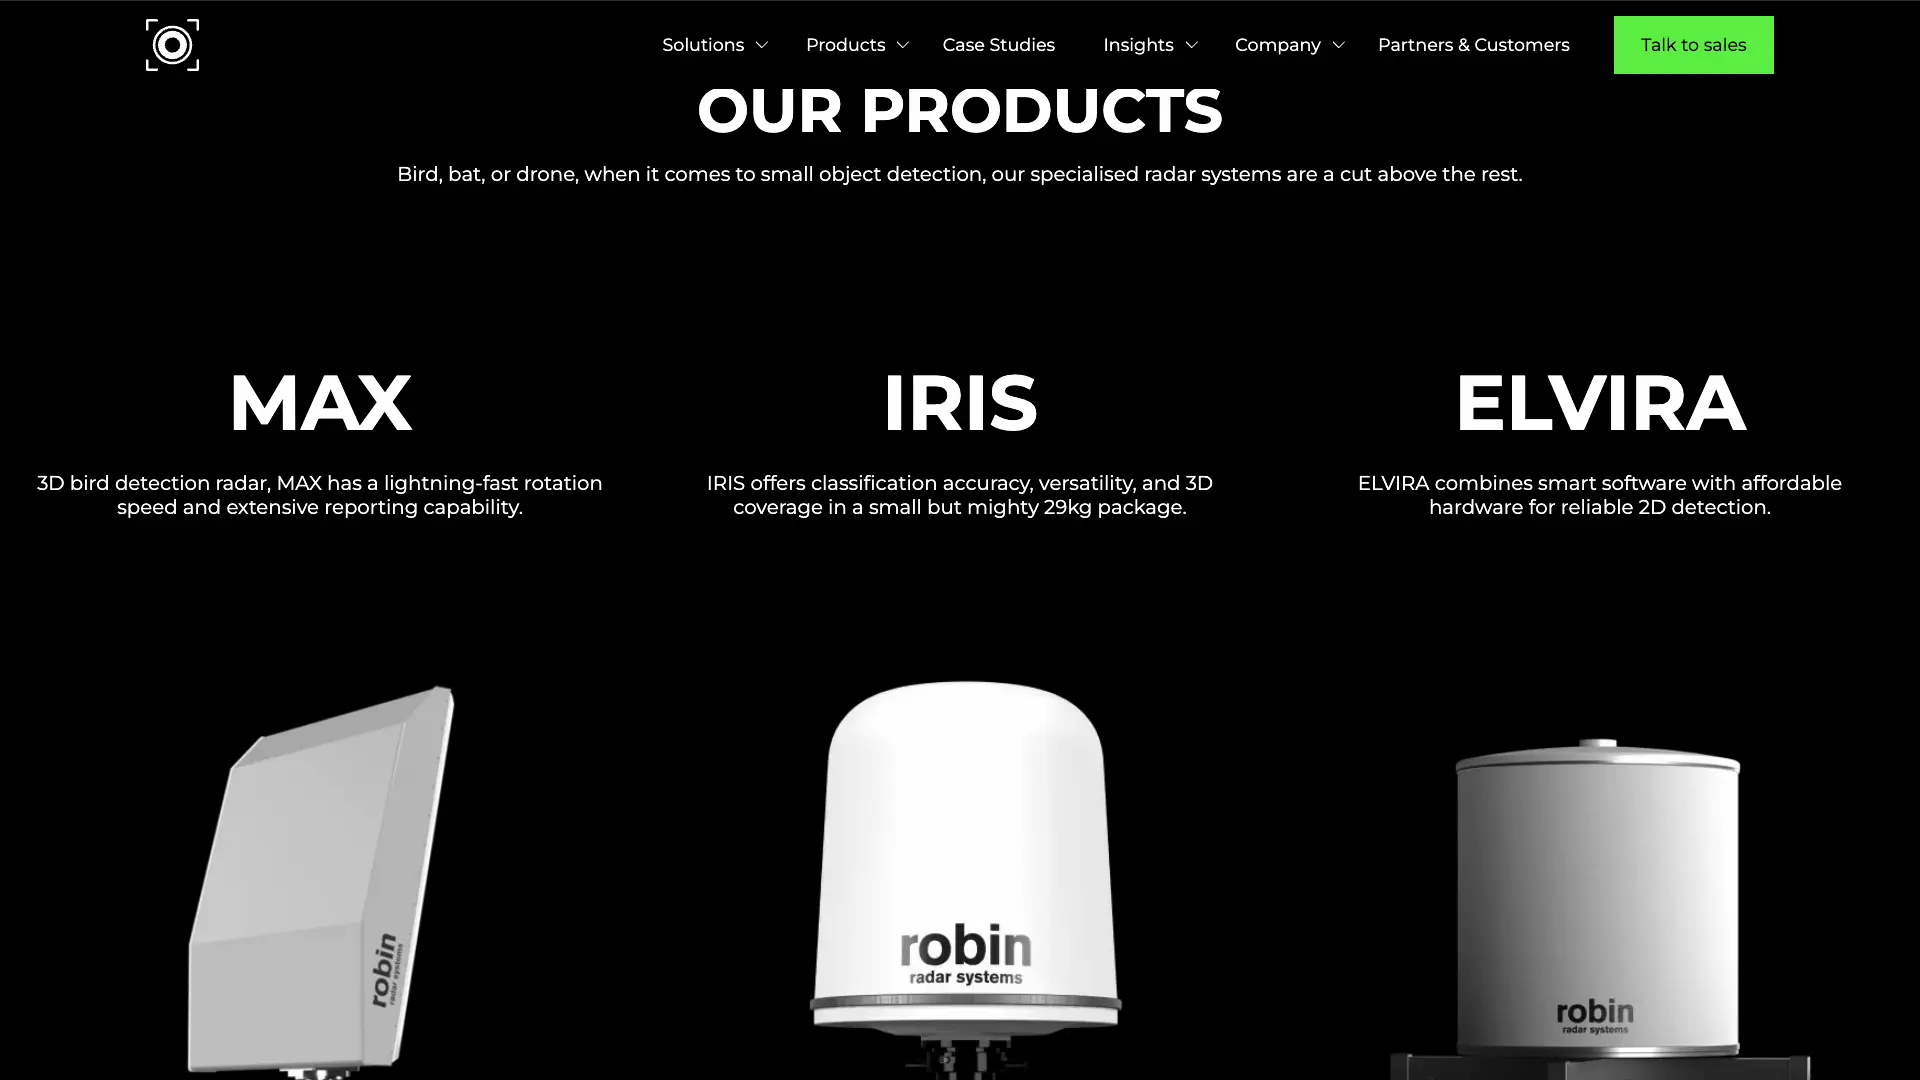 Solutions Products Case Studies Insights Company Partners & Customers Talk to sales
OUR PRODUCTS
Bird, bat, or drone, when it comes to small object detection, our specialised radar systems are a cut above the rest.
MAX
3D bird detection radar, MAX has a lightning-fast rotation
speed and extensive reporting capability.
IRIS
IRIS offers classification accuracy, versatility, and 3D
coverage in a small but mighty 29kg package.
ELVIRA
ELVIRA combines smart software with affordable
hardware for reliable 2D detection.
robin
radar systems
robin
radar systems
robin
radar systems